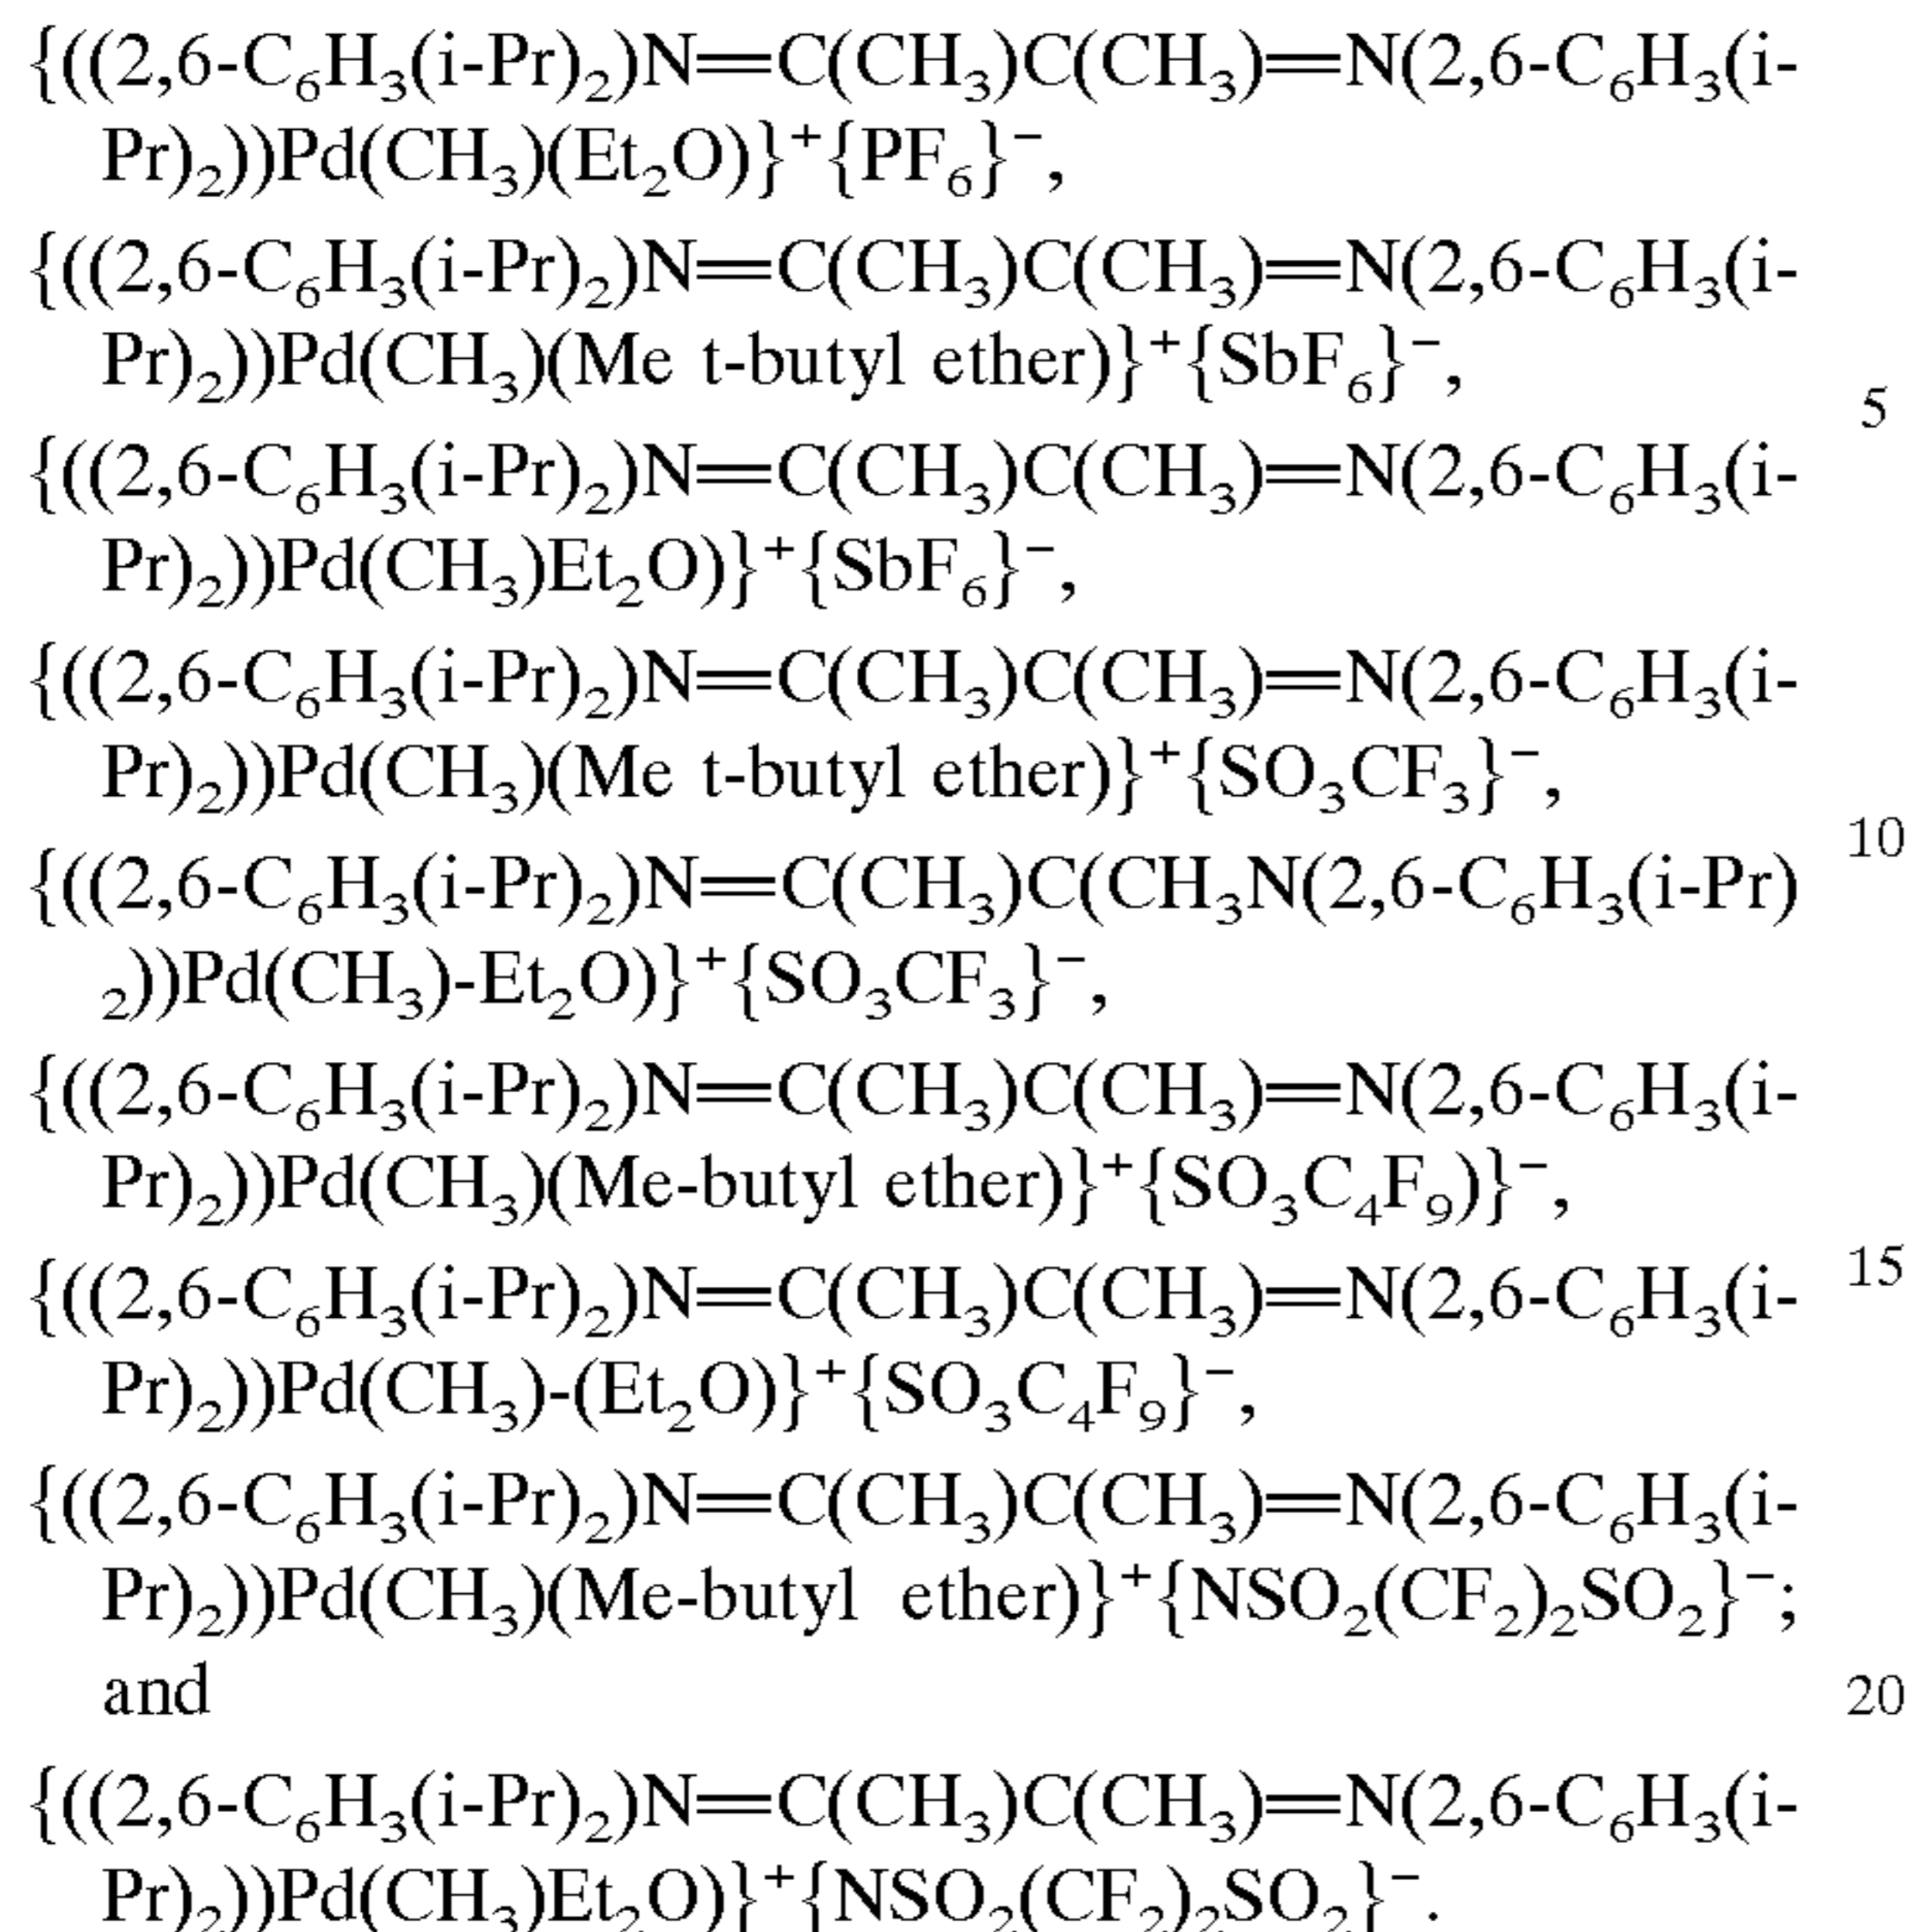 {((2,6-C₆H₃(i-Pr)₂)N═C(CH₃)C(CH₃)═N(2,6-C₆H₃(i-
Pr)₂))Pd(CH₃)(Et₂O)}⁺{PF₆}⁻,
{((2,6-C₆H₃(i-Pr)₂)N═C(CH₃)C(CH₃)═N(2,6-C₆H₃(i-
Pr)₂))Pd(CH₃)(Me t-butyl ether)}⁺{SbF₆}⁻,
5
{((2,6-C₆H₃(i-Pr)₂)N═C(CH₃)C(CH₃)═N(2,6-C₆H₃(i-
Pr)₂))Pd(CH₃)Et₂O)}⁺{SbF₆}⁻,
{((2,6-C₆H₃(i-Pr)₂)N═C(CH₃)C(CH₃)═N(2,6-C₆H₃(i-
Pr)₂))Pd(CH₃)(Me t-butyl ether)}⁺{SO₃CF₃}⁻,
10
{((2,6-C₆H₃(i-Pr)₂)N═C(CH₃)C(CH₃N(2,6-C₆H₃(i-Pr)
₂))Pd(CH₃)-Et₂O)}⁺{SO₃CF₃}⁻,
{((2,6-C₆H₃(i-Pr)₂)N═C(CH₃)C(CH₃)═N(2,6-C₆H₃(i-
Pr)₂))Pd(CH₃)(Me-butyl ether)}⁺{SO₃C₄F₉)}⁻,
15
{((2,6-C₆H₃(i-Pr)₂)N═C(CH₃)C(CH₃)═N(2,6-C₆H₃(i-
Pr)₂))Pd(CH₃)-(Et₂O)}⁺{SO₃C₄F₉}⁻,
{((2,6-C₆H₃(i-Pr)₂)N═C(CH₃)C(CH₃)═N(2,6-C₆H₃(i-
Pr)₂))Pd(CH₃)(Me-butyl ether)}⁺{NSO₂(CF₂)₂SO₂}⁻;
and
20
{((2,6-C₆H₃(i-Pr)₂)N═C(CH₃)C(CH₃)═N(2,6-C₆H₃(i-
Pr)₂))Pd(CH₃)Et₂O)}⁺{NSO₂(CF₂)₂SO₂}⁻.